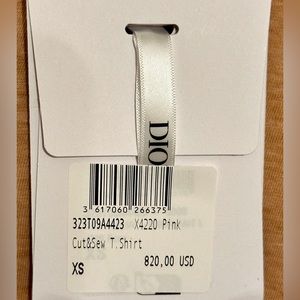 DIO
3 617060 266375
323T09A4423 X4220 Pink
Cut&Sew T.Shirt
XS 820,00 USD